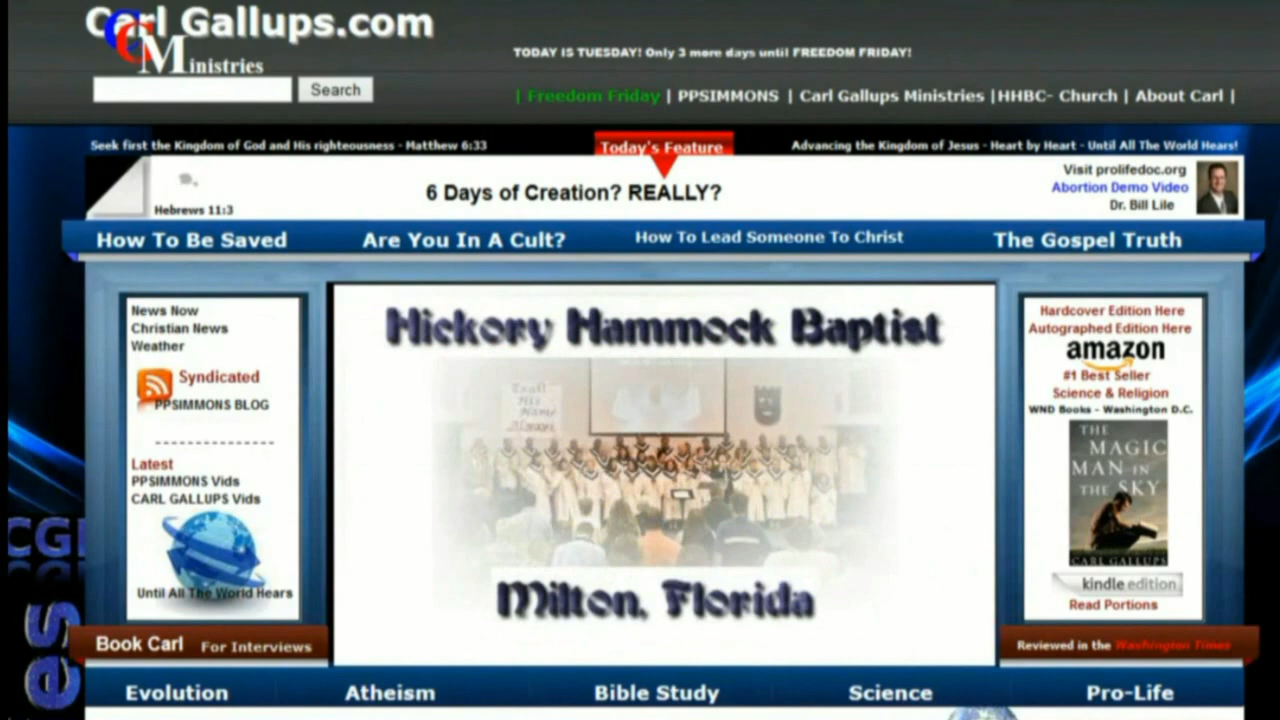 Carl Gallups.com
CCMinistries
TODAY IS TUESDAY! Only 3 more days until FREEDOM FRIDAY!
Search
| Freedom Friday | PPSIMMONS | Carl Gallups Ministries |HHBC- Church | About Carl |
Seek first the Kingdom of God and His righteousness - Matthew 6:33
Today's Feature
Advancing the Kingdom of Jesus - Heart by Heart - Until All The World Hears!
Hebrews 11:3
6 Days of Creation? REALLY?
Visit prolifedoc.org
Abortion Demo Video
Dr. Bill Lile
How To Be Saved
Are You In A Cult?
How To Lead Someone To Christ
The Gospel Truth
News Now
Christian News
Weather
Syndicated
PPSIMMONS BLOG
Latest
PPSIMMONS Vids
CARL GALLUPS Vids
Until All The World Hears
Book Carl For Interviews
Hickory Hammock Baptist
Exalt
His
Name
Always
Milton, Florida
Hardcover Edition Here
Autographed Edition Here
amazon
#1 Best Seller
Science & Religion
WND Books - Washington D.C.
THE
MAGIC
MAN IN
THE SKY
CARL GALLUPS
kindle edition
Read Portions
Reviewed in the Washington Times
CGI
es
Evolution
Atheism
Bible Study
Science
Pro-Life